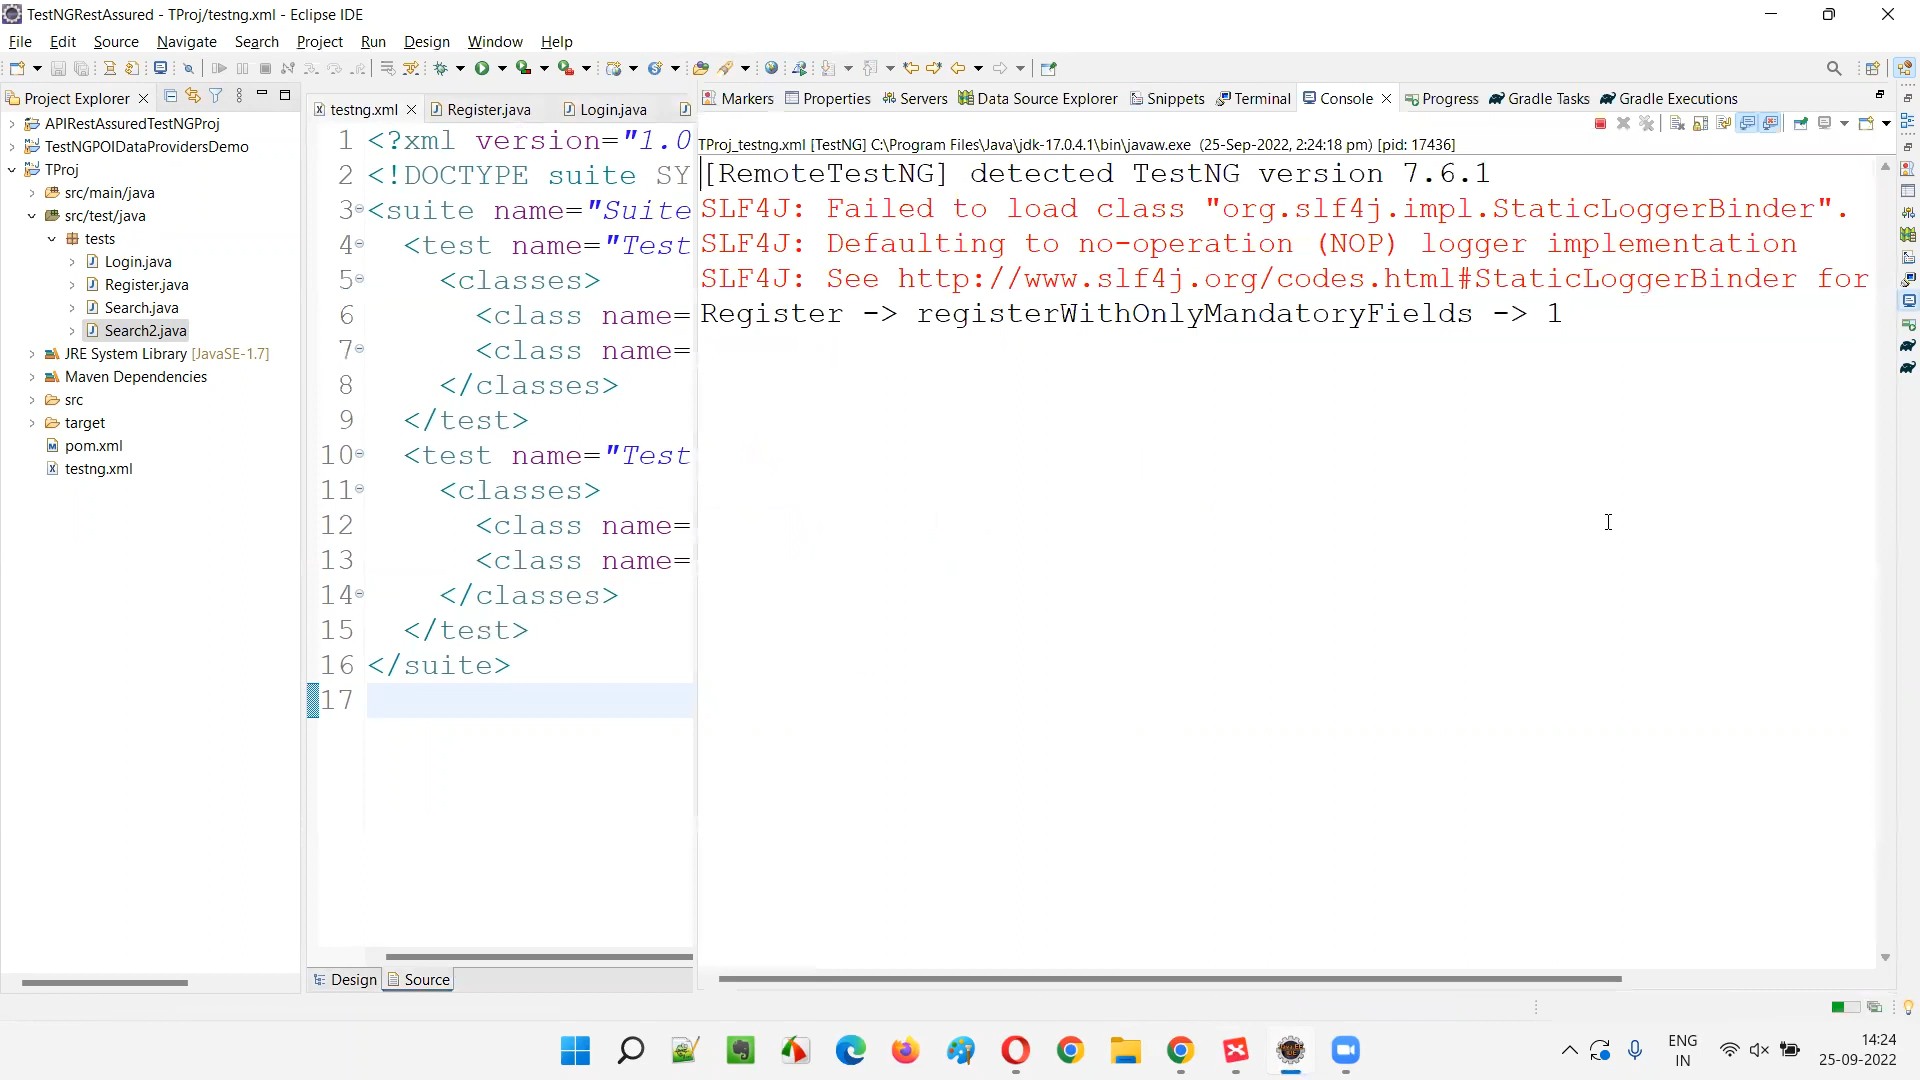 TestNGRestAssured - TProj/testng.xml - Eclipse IDE
File Edit Source Navigate Search Project Run Design Window Help
Project Explorer
APIRestAssuredTestNGProj
TestNGPOIDataProvidersDemo
TProj
src/main/java
src/test/java
tests
Login.java
Register.java
Search.java
Search2.java
JRE System Library [JavaSE-1.7]
Maven Dependencies
src
target
pom.xml
testng.xml
testng.xml Register.java Login.java
1 <?xml version="1.0
2 <!DOCTYPE suite SY
3 <suite name="Suite
4 <test name="Test
5 <classes>
6 <class name=
7 <class name=
8 </classes>
9 </test>
10 <test name="Test
11 <classes>
12 <class name=
13 <class name=
14 </classes>
15 </test>
16 </suite>
17
Design Source
Markers Properties Servers Data Source Explorer Snippets Terminal Console Progress Gradle Tasks Gradle Executions
TProj_testng.xml [TestNG] C:\Program Files\Java\jdk-17.0.4.1\bin\javaw.exe (25-Sep-2022, 2:24:18 pm) [pid: 17436]
[RemoteTestNG] detected TestNG version 7.6.1
SLF4J: Failed to load class "org.slf4j.impl.StaticLoggerBinder".
SLF4J: Defaulting to no-operation (NOP) logger implementation
SLF4J: See http://www.slf4j.org/codes.html#StaticLoggerBinder for
Register -> registerWithOnlyMandatoryFields -> 1
ENG
IN
14:24
25-09-2022